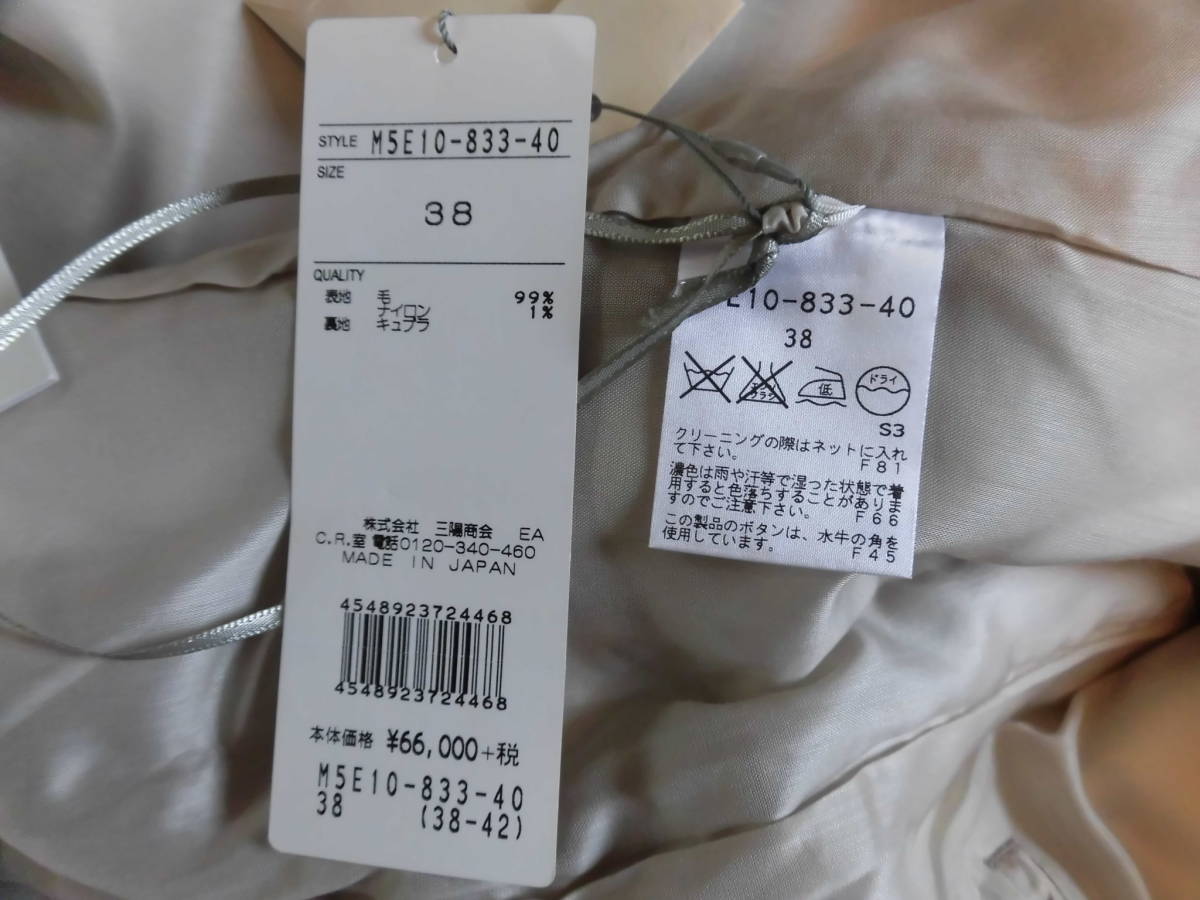 STYLE M5E10-833-40
SIZE
38
QUALITY
表地 毛 99%
ナイロン 1%
裏地 キュプラ
株式会社 三陽商会 EA
C.R.室 電話0120-340-460
MADE IN JAPAN
4548923724468
4548923724468
本体価格 ¥66,000+税
M5E10-833-40
38 (38-42)
E10-833-40
38
低 ドライ
S3
クリーニングの際はネットに入れ
て下さい。 F81
濃色は雨や汗等で湿った状態で着
用すると色落ちすることがありま
すのでご注意下さい。 F66
この製品のボタンは、水牛の角を
使用しています。 F45